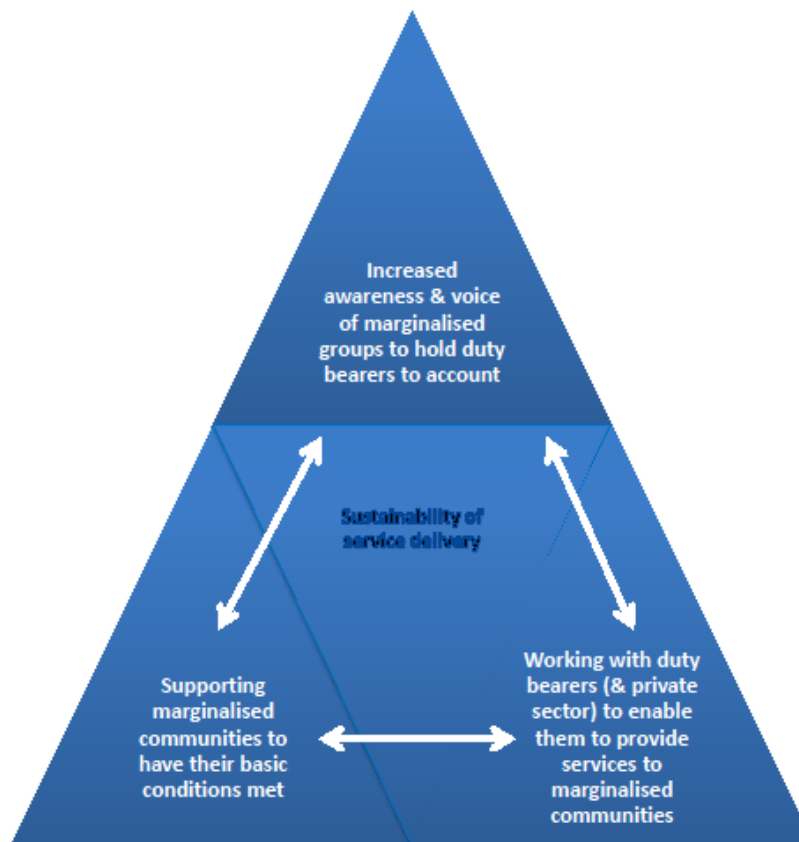 Increased
awareness & voice
of marginalised
groups to hold duty
bearers to account
Sustainability of
service delivery
Supporting
marginalised
communities to
have their basic
conditions met
Working with duty
bearers (& private
sector) to enable
them to provide
services to
marginalised
communities